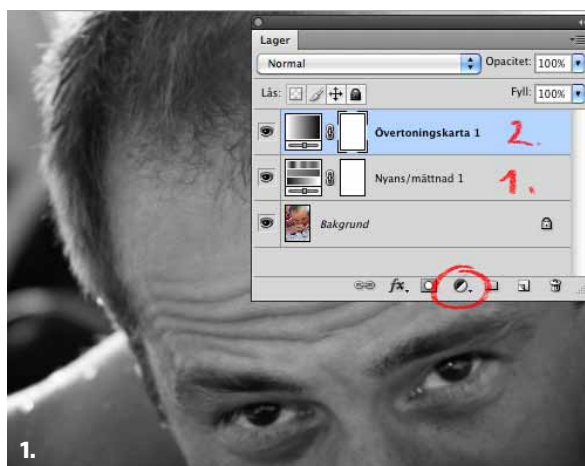 Lager
Normal Opacitet: 100%
Lås: Fyll: 100%
Övertoningskarta 1 2.
Nyans/mättnad 1 1.
Bakgrund
fx.
1.